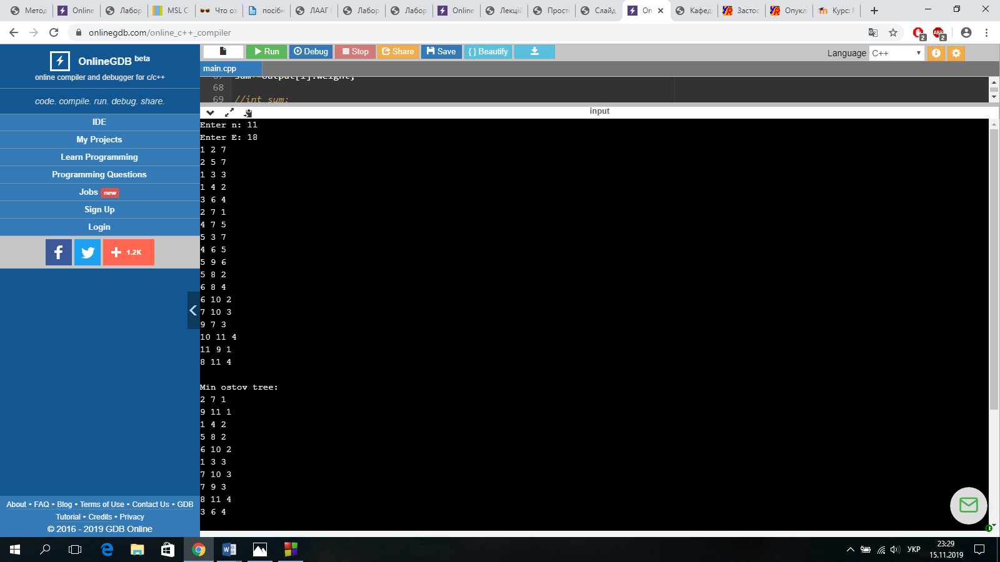 Метод
Online
Лабор
MSL C
Что оз
посібн
ЛААГ (
Лабор
Лабор
Online
Лекцій
Прост
Слайд
On
Кафед
Застос
Опукл
Курс: М
onlinegdb.com/online_c++_compiler
2
2
OnlineGDB beta
online compiler and debugger for c/c++
code. compile. run. debug. share.
IDE
My Projects
Learn Programming
Programming Questions
Jobs new
Sign Up
Login
1.2K
About • FAQ • Blog • Terms of Use • Contact Us • GDB
Tutorial • Credits • Privacy
© 2016 - 2019 GDB Online
Run
Debug
Stop
Share
Save
{ } Beautify
Language C++
main.cpp
68
69 //int sum;
input
Enter n: 11
Enter E: 18
1 2 7
2 5 7
1 3 3
1 4 2
3 6 4
2 7 1
4 7 5
5 3 7
4 6 5
5 9 6
5 8 2
6 8 4
6 10 2
7 10 3
9 7 3
10 11 4
11 9 1
8 11 4
Min ostov tree:
2 7 1
9 11 1
1 4 2
5 8 2
6 10 2
1 3 3
7 10 3
7 9 3
8 11 4
3 6 4
УКР
23:29
15.11.2019